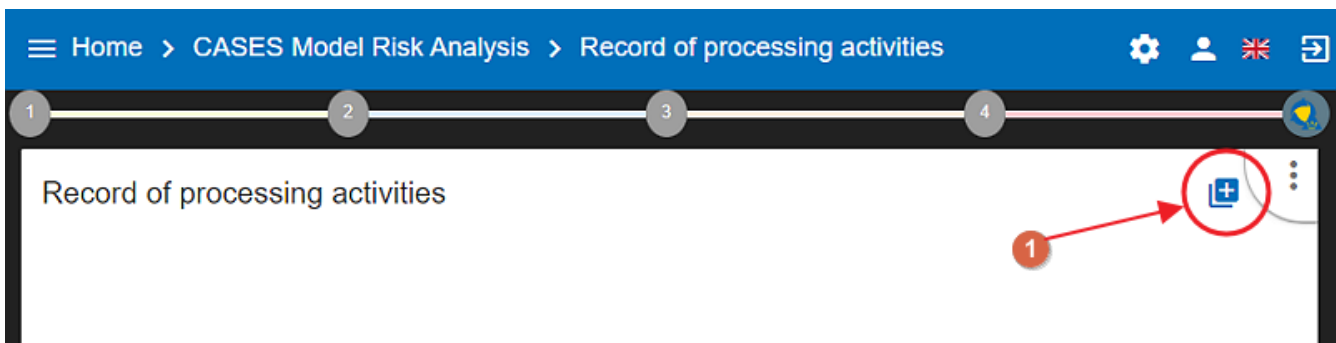 Home > CASES Model Risk Analysis > Record of processing activities
1 2 3 4
Record of processing activities
1